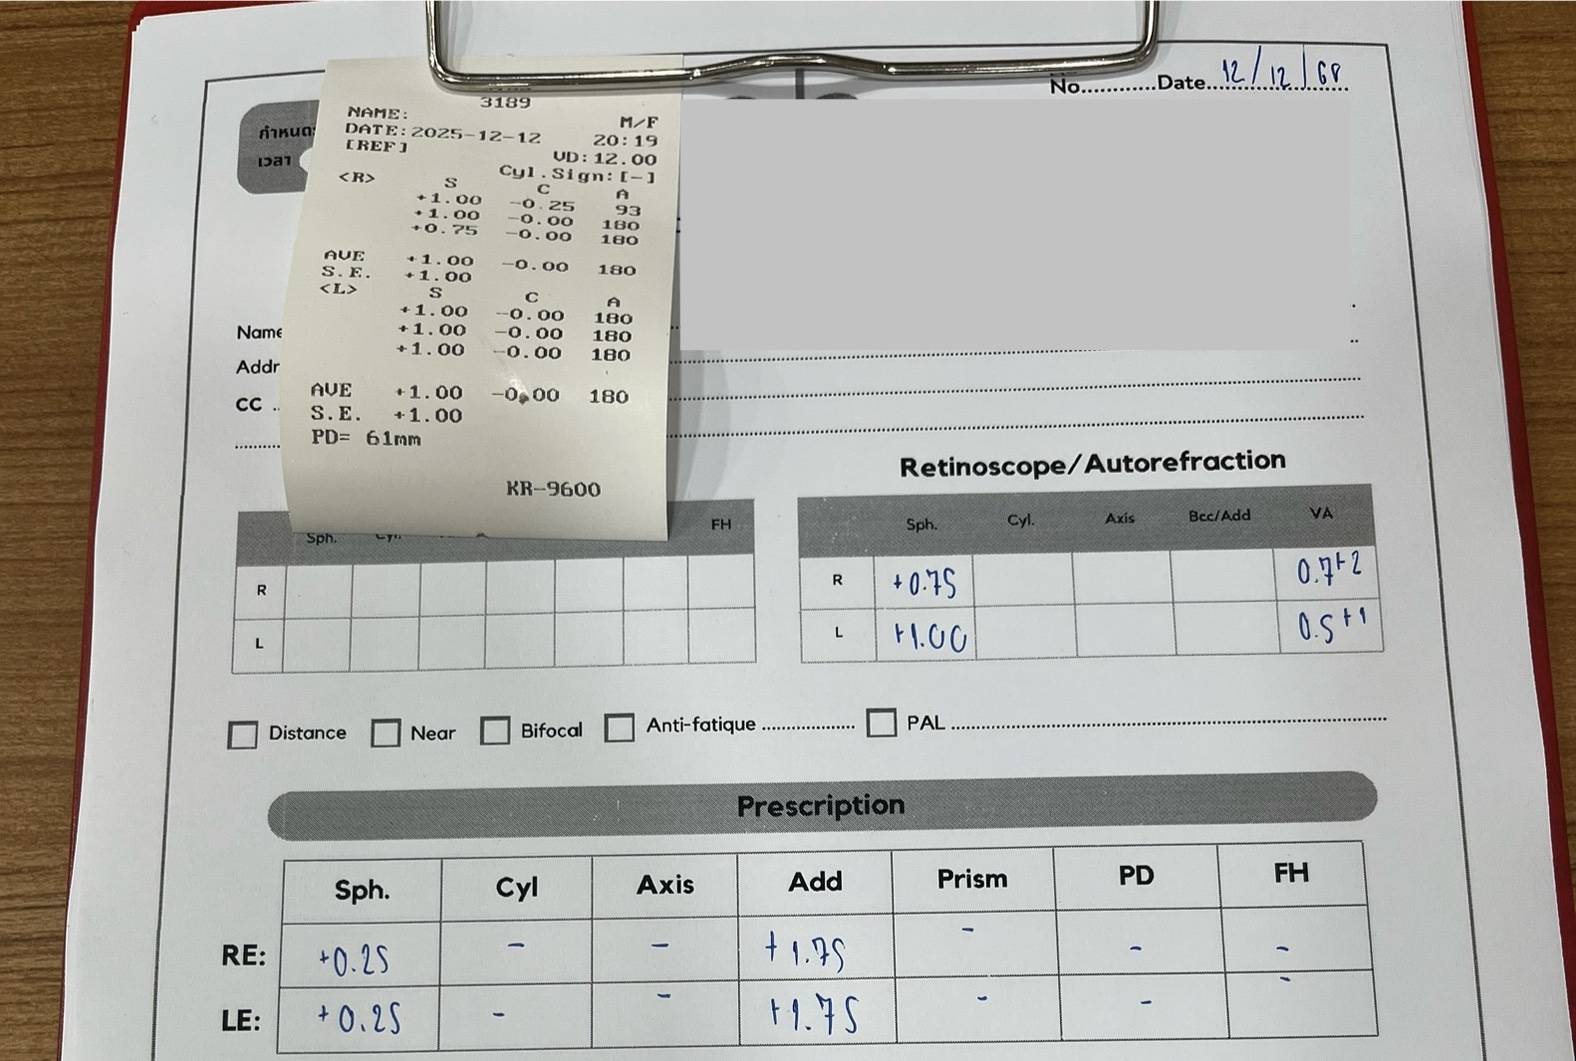 3189
NAME: M/F
DATE:2025-12-12 20:19
[REF] VD:12.00
Cyl.Sign:[-]
<R> S C A
+1.00 -0.25 93
+1.00 -0.00 180
+0.75 -0.00 180
AVE +1.00 -0.00 180
S.E. +1.00
<L> S C A
+1.00 -0.00 180
+1.00 -0.00 180
+1.00 -0.00 180
AVE +1.00 -0.00 180
S.E. +1.00
PD= 61mm
KR-9600
No............Date..12/12/68
เวลา
Name
Addr
CC
Sph. FH
R
L
Retinoscope/Autorefraction
Sph. Cyl. Axis Bcc/Add VA
R +0.75 0.7+2
L +1.00 0.5+1
Distance Near Bifocal Anti-fatique .................. PAL ..................
Prescription
Sph. Cyl Axis Add Prism PD FH
RE: +0.25 - - +1.75 - - -
LE: +0.25 - - +1.75 - - -